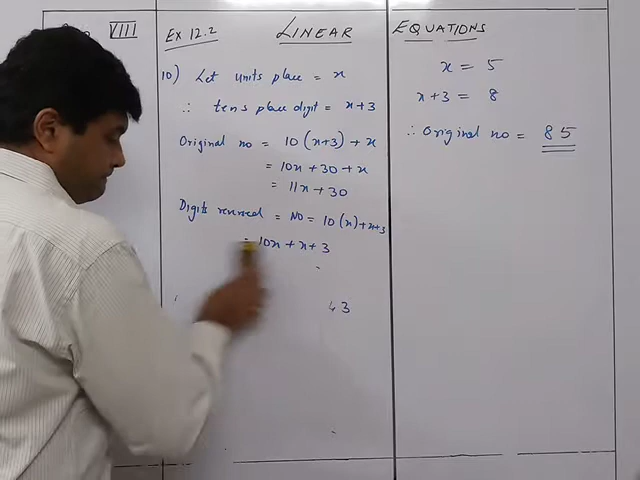 VIII
Ex 12.2
LINEAR EQUATIONS
10) Let units place = x
∴ tens place digit = x+3
Original no = 10(x+3)+x
= 10x+30+x
= 11x+30
Digits reversed = No = 10(x)+x+3
= 10x+x+3
43
x = 5
x+3 = 8
∴ Original no = 85